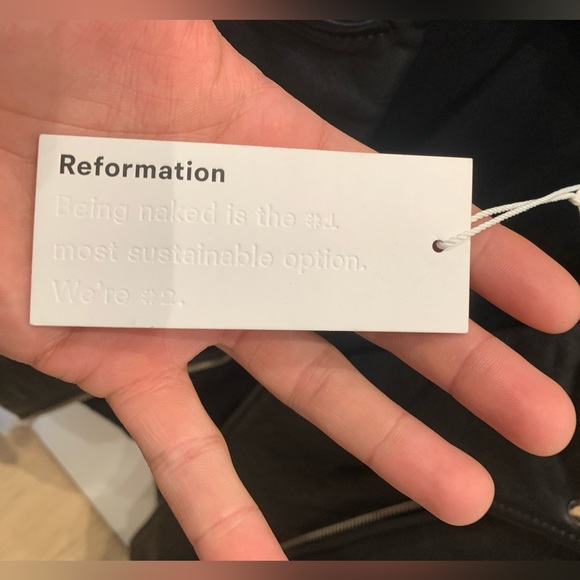 Reformation
Being naked is the #1
most sustainable option.
We're #2.